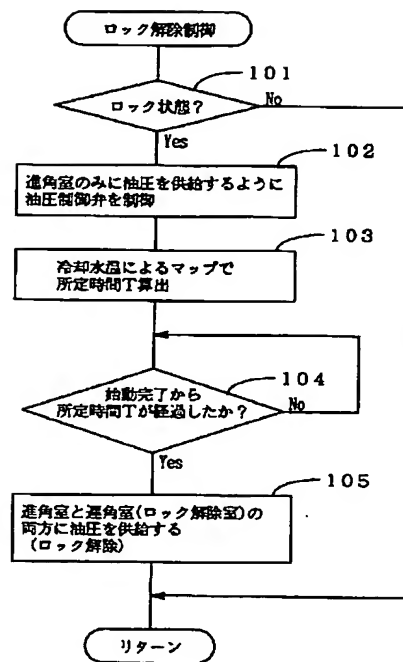 ロック解除制御
101
ロック状態？
No
Yes
102
進角室のみに油圧を供給するように
油圧制御弁を制御
103
冷却水温によるマップで
所定時間T算出
104
始動完了から
所定時間Tが経過したか？
No
Yes
105
進角室と遅角室(ロック解除室)の
両方に油圧を供給する
(ロック解除)
リターン